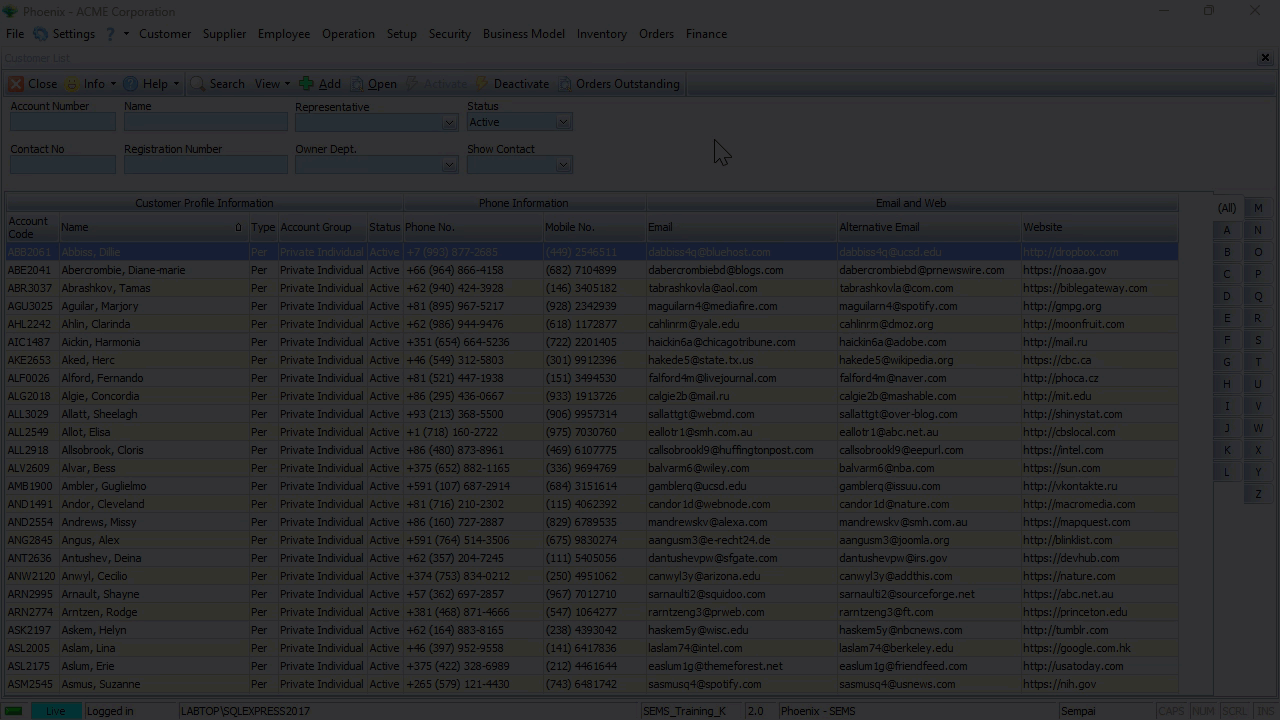 Phoenix - ACME Corporation
File Settings ? Customer Supplier Employee Operation Setup Security Business Model Inventory Orders Finance
Customer List
Close Info Help Search View Add Open Activate Deactivate Orders Outstanding
Account Number Name Representative Status
Active
Contact No Registration Number Owner Dept. Show Contact
Customer Profile Information Phone Information Email and Web (All) M
Account Code Name Type Account Group Status Phone No. Mobile No. Email Alternative Email Website A N
ABB2061 Abbiss, Dillie Per Private Individual Active +7 (993) 877-2685 (449) 2546511 dabbiss4q@bluehost.com dabbiss4q@ucsd.edu http://dropbox.com B O
ABE2041 Abercrombie, Diane-marie Per Private Individual Active +66 (964) 866-4158 (682) 7104899 dabercrombiebd@blogs.com dabercrombiebd@prnewswire.com https://noaa.gov C P
ABR3037 Abrashkov, Tamas Per Private Individual Active +62 (940) 424-3928 (146) 3405182 tabrashkovla@aol.com tabrashkovla@com.com https://biblegateway.com D Q
AGU3025 Aguilar, Marjory Per Private Individual Active +81 (895) 967-5217 (928) 2342939 maguilarn4@mediafire.com maguilarn4@spotify.com http://gmpg.org E R
AHL2242 Ahlin, Clarinda Per Private Individual Active +62 (986) 944-9476 (618) 1172877 cahlinrm@yale.edu cahlinrm@dmoz.org http://moonfruit.com F S
AIC1487 Aickin, Harmonia Per Private Individual Active +351 (654) 664-5236 (722) 2201405 haickin6a@chicagotribune.com haickin6a@adobe.com http://mail.ru G T
AKE2653 Aked, Herc Per Private Individual Active +46 (549) 312-5803 (301) 9912396 hakede5@state.tx.us hakede5@wikipedia.org https://cbc.ca H U
ALF0026 Alford, Fernando Per Private Individual Active +81 (521) 447-1938 (151) 3494530 falford4m@livejournal.com falford4m@naver.com http://phoca.cz I V
ALG2018 Algie, Concordia Per Private Individual Active +86 (295) 436-0667 (933) 1913726 calgie2b@mail.ru calgie2b@mashable.com http://mit.edu J W
ALL3029 Allatt, Sheelagh Per Private Individual Active +93 (213) 368-5500 (906) 9957314 sallattgt@webmd.com sallattgt@over-blog.com http://shinystat.com K X
ALL2549 Allot, Elisa Per Private Individual Active +1 (718) 160-2722 (975) 7030760 eallotr1@smh.com.au eallotr1@abc.net.au http://cbslocal.com L Y
ALL2918 Allsobrook, Cloris Per Private Individual Active +86 (480) 873-8961 (469) 6107775 callsobrookl9@huffingtonpost.com callsobrookl9@eepurl.com https://intel.com Z
ALV2609 Alvar, Bess Per Private Individual Active +375 (652) 882-1165 (336) 9694769 balvarm6@wiley.com balvarm6@nba.com https://sun.com
AMB1900 Ambler, Guglielmo Per Private Individual Active +591 (107) 687-2914 (684) 3151614 gamblerq@ucsd.edu gamblerq@issuu.com http://vkontakte.ru
AND1491 Andor, Cleveland Per Private Individual Active +81 (716) 210-2302 (115) 4062392 candor1d@webnode.com candor1d@nature.com http://macromedia.com
AND2554 Andrews, Missy Per Private Individual Active +86 (160) 727-2887 (829) 6789535 mandrewskv@alexa.com mandrewskv@smh.com.au https://mapquest.com
ANG2845 Angus, Alex Per Private Individual Active +591 (764) 514-3506 (675) 9830274 aangusm3@e-recht24.de aangusm3@joomla.org http://blinklist.com
ANT2636 Antushev, Deina Per Private Individual Active +62 (357) 204-7245 (111) 5405056 dantushevpw@sfgate.com dantushevpw@irs.gov https://devhub.com
ANW2120 Anwyl, Cecilio Per Private Individual Active +374 (753) 834-0212 (250) 4951062 canwyl3y@arizona.edu canwyl3y@addthis.com https://nature.com
ARN2995 Arnault, Shayne Per Private Individual Active +57 (362) 697-2857 (967) 7012710 sarnaulti2@squidoo.com sarnaulti2@sourceforge.net https://abc.net.au
ARN2774 Arntzen, Rodge Per Private Individual Active +381 (468) 871-4666 (547) 1064277 rarntzeng3@prweb.com rarntzeng3@ft.com https://princeton.edu
ASK2197 Askem, Helyn Per Private Individual Active +62 (164) 883-8165 (238) 4393042 haskem5y@wisc.edu haskem5y@nbcnews.com http://tumblr.com
ASL2005 Aslam, Lina Per Private Individual Active +46 (397) 952-9558 (141) 6417836 laslam74@intel.com laslam74@berkeley.edu https://google.com.hk
ASL2175 Aslum, Erie Per Private Individual Active +375 (422) 328-6989 (212) 4461644 easlum1g@themeforest.net easlum1g@friendfeed.com http://usatoday.com
ASM2545 Asmus, Suzanne Per Private Individual Active +265 (579) 121-4430 (743) 6481742 sasmusq4@spotify.com sasmusq4@usnews.com https://nih.gov
Live Logged in LABTOP\SQLEXPRESS2017 SEMS_Training_K 2.0 Phoenix - SEMS Sempai CAPS NUM SCRL INS